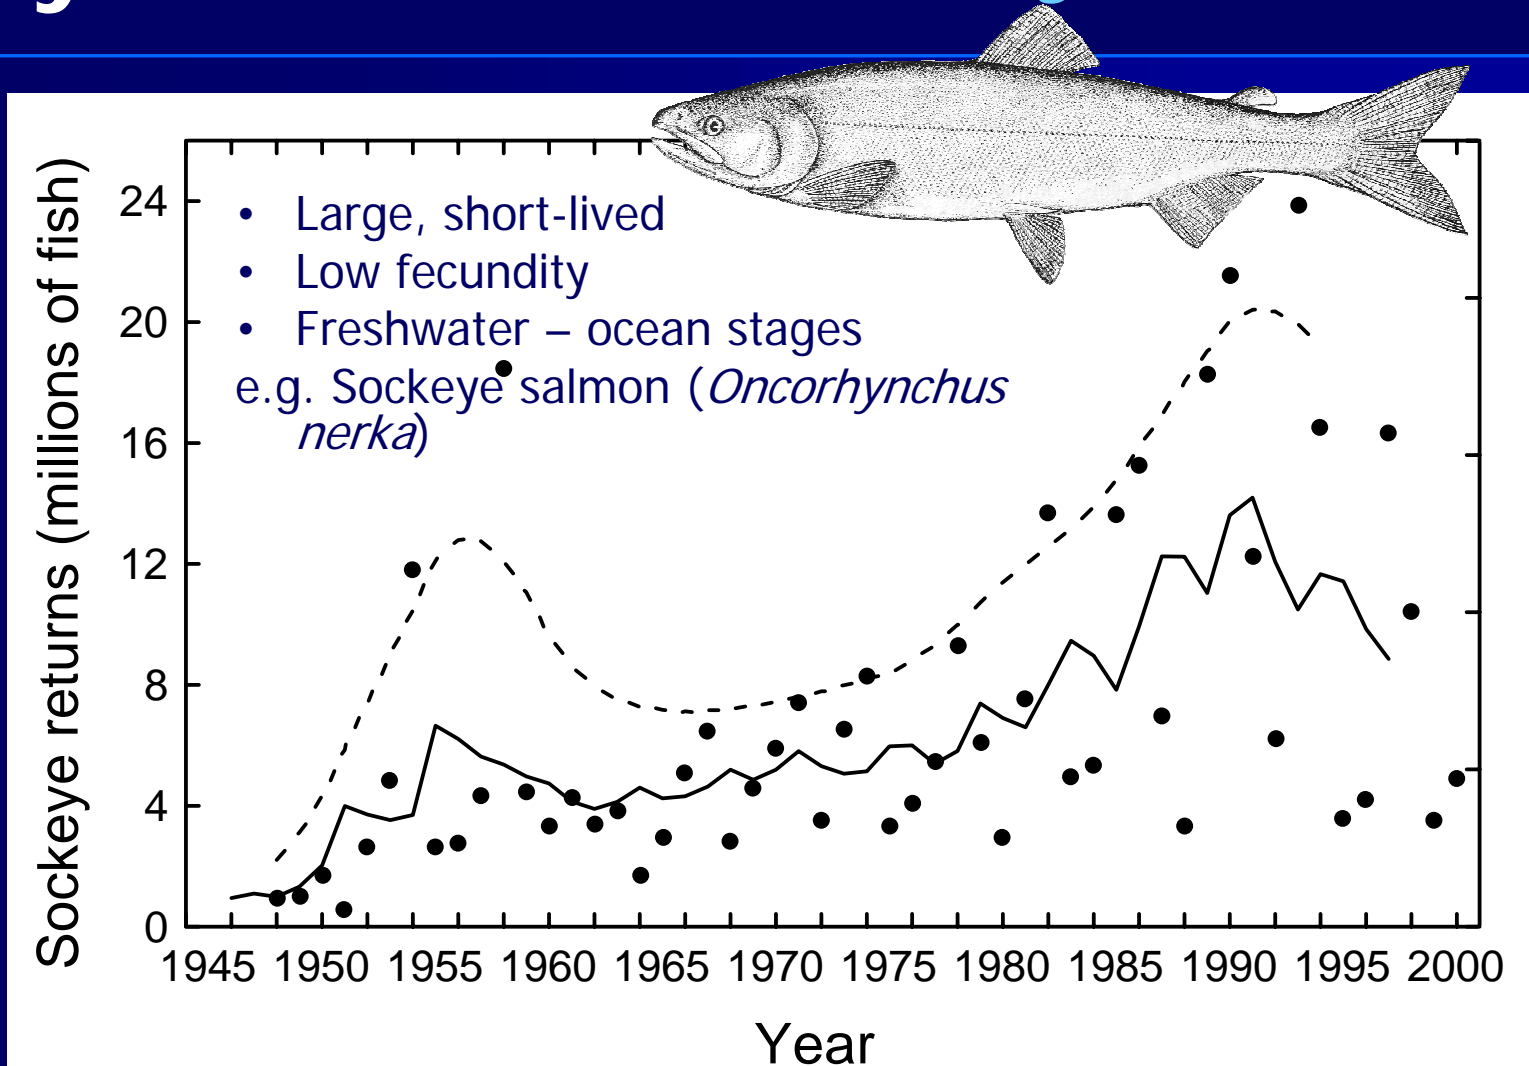 • Large, short-lived
• Low fecundity
• Freshwater – ocean stages
e.g. Sockeye salmon (Oncorhynchus
nerka)
Sockeye returns (millions of fish)
24
20
16
12
8
4
0
1945 1950 1955 1960 1965 1970 1975 1980 1985 1990 1995 2000
Year